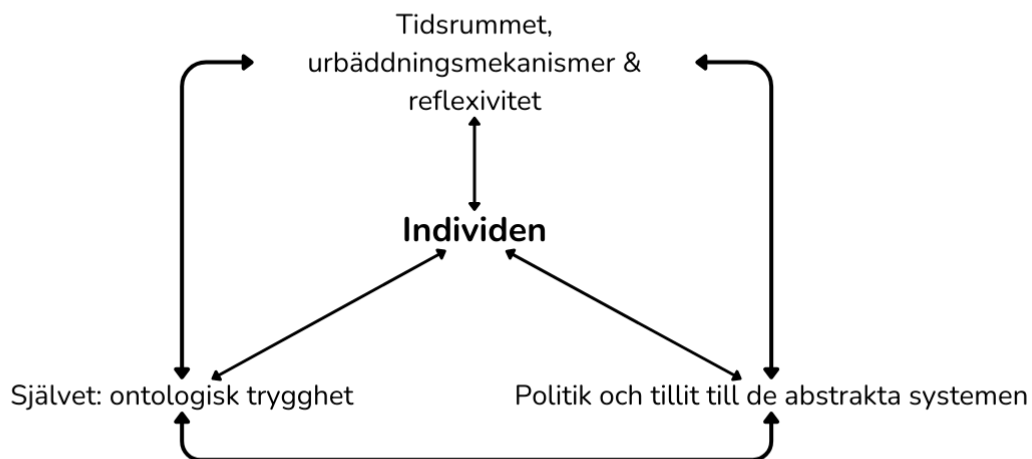 Tidsrummet,
urbäddningsmekanismer &
reflexivitet
Individen
Självet: ontologisk trygghet
Politik och tillit till de abstrakta systemen